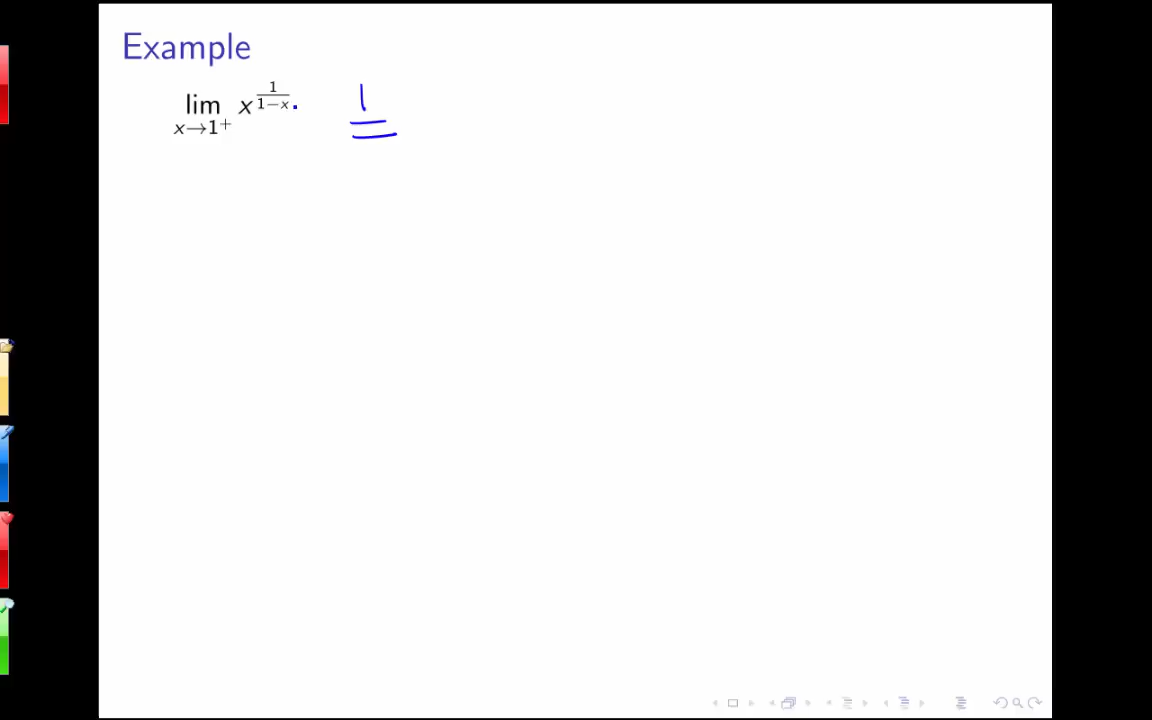 Example
lim x→1⁺ x^(1/(1−x)). 1